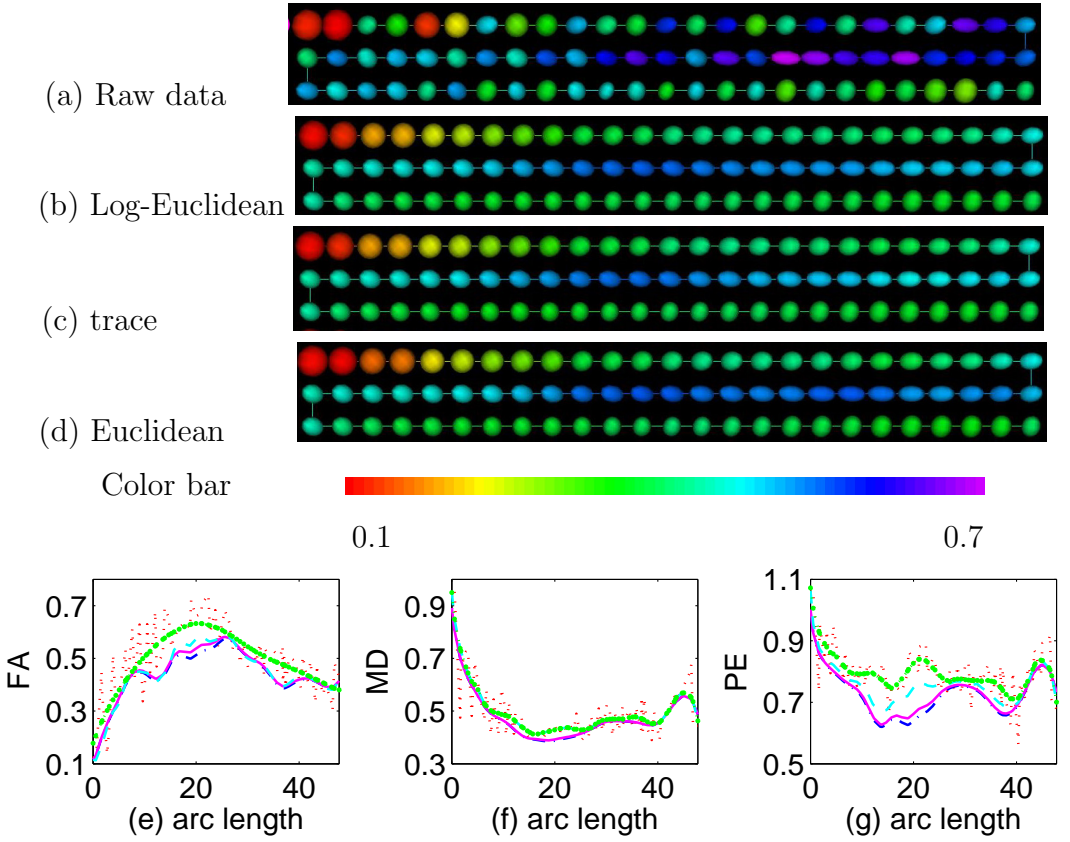 (a) Raw data
(b) Log-Euclidean
(c) trace
(d) Euclidean
Color bar
0.1
0.7
FA
0.7
0.5
0.3
0.1
0
20
40
(e) arc length
MD
0.9
0.7
0.5
0.3
0
20
40
(f) arc length
PE
1.1
0.9
0.7
0.5
0
20
40
(g) arc length